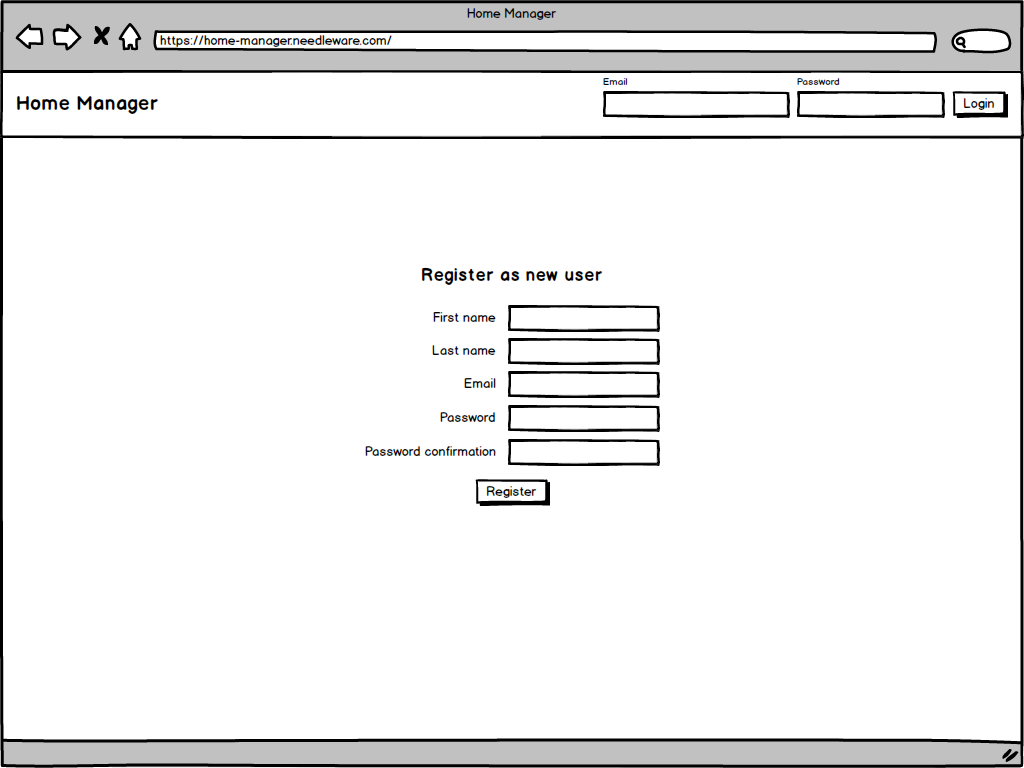 Home Manager
https://home-manager.needleware.com/
Email
Password
Home Manager
Login
Register as new user
First name
Last name
Email
Password
Password confirmation
Register